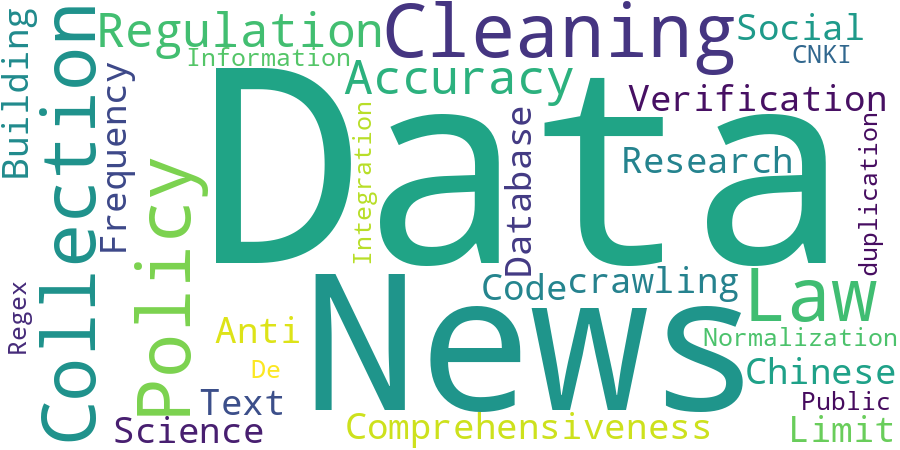 Building
Collection
Regulation
Cleaning
Social
Information
CNKI
Accuracy
Frequency
Data
Verification
Integration
Database
Research
duplication
Policy
Code
crawling
Law
Regex
Anti
News
Normalization
De
Chinese
Text
Public
Science
Comprehensiveness
Limit